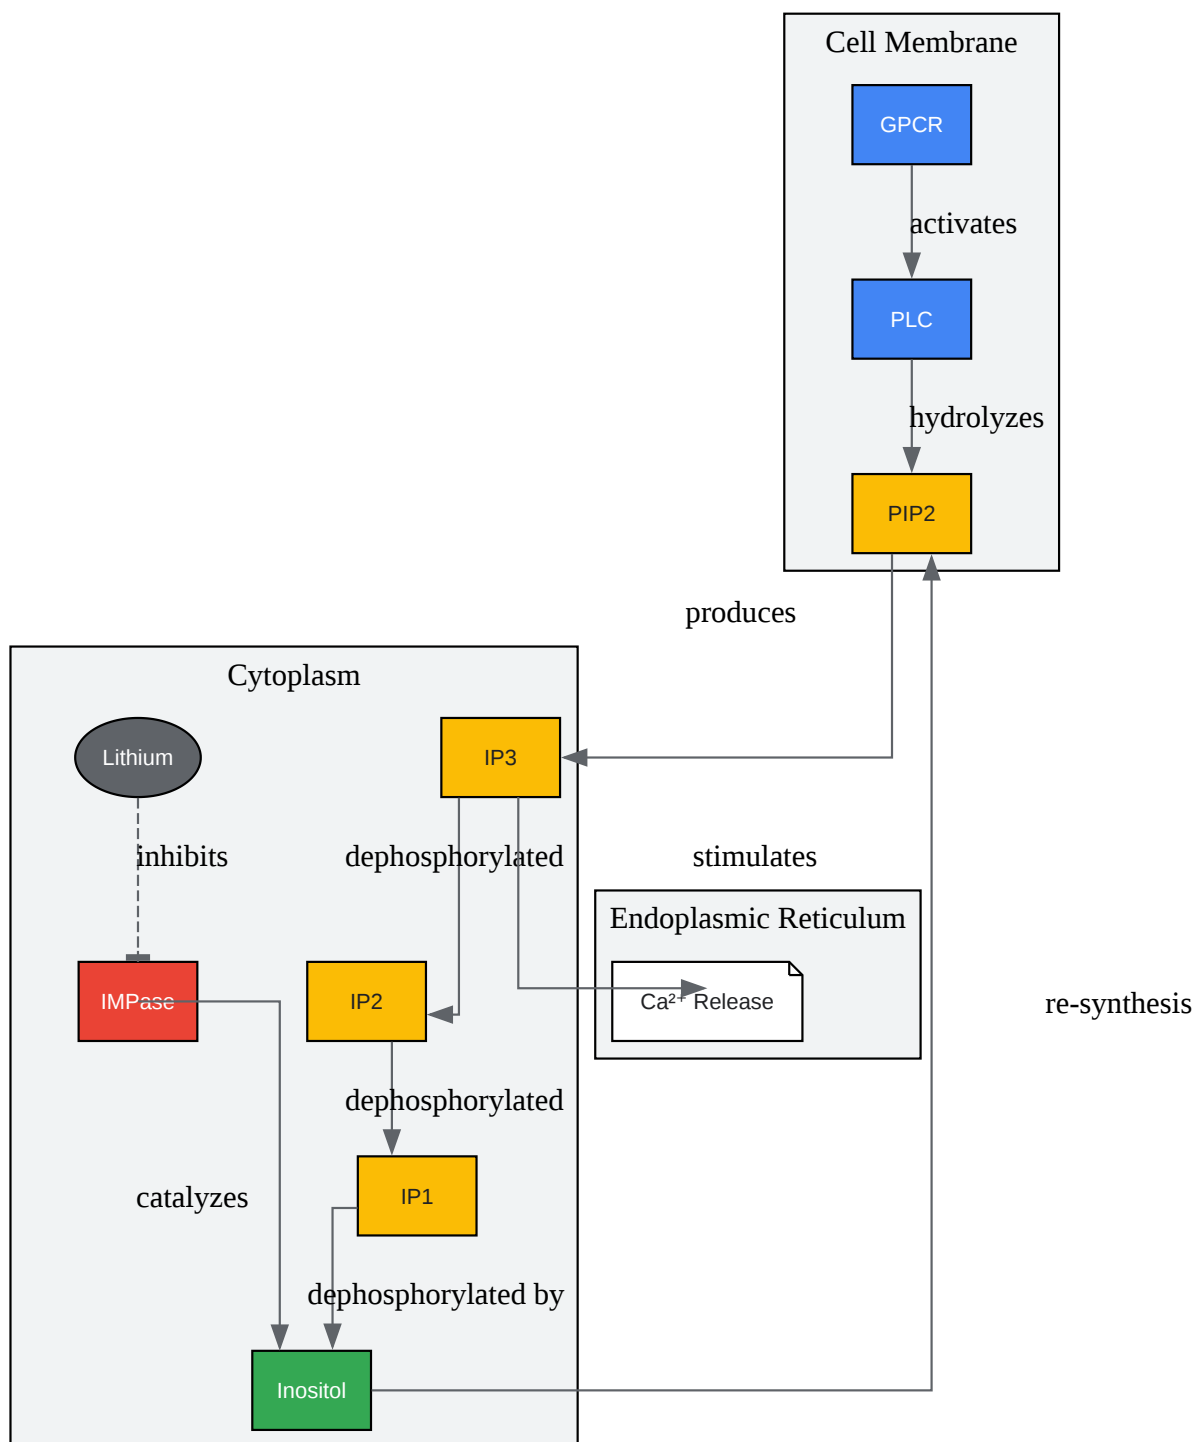 Cell Membrane
GPCR
activates
PLC
hydrolyzes
PIP2
produces
Cytoplasm
Lithium
IP3
inhibits
dephosphorylated
stimulates
Endoplasmic Reticulum
IMPase
IP2
Ca²⁺ Release
re-synthesis
dephosphorylated
catalyzes
IP1
dephosphorylated by
Inositol